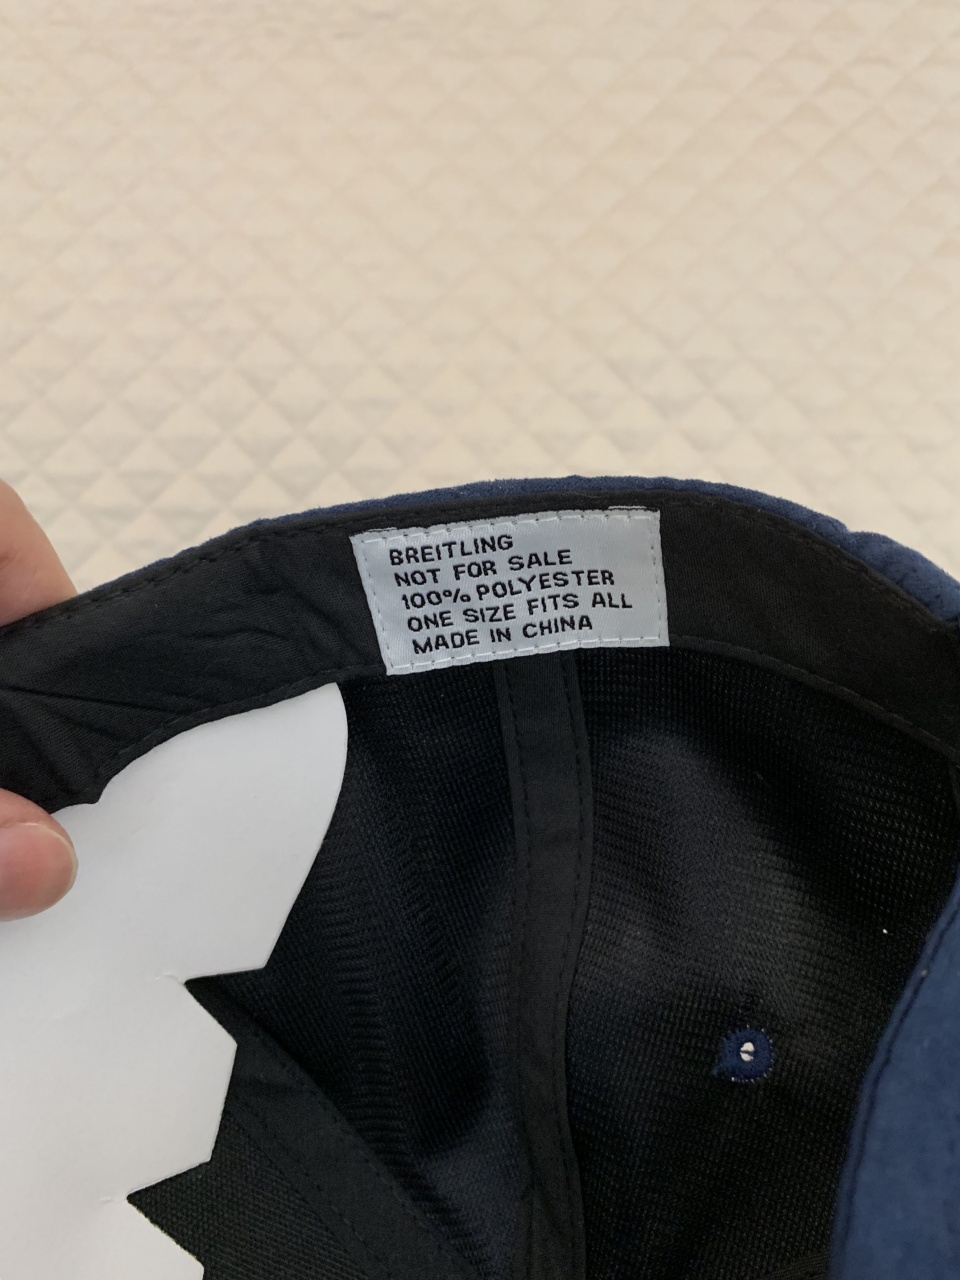 BREITLING
NOT FOR SALE
100% POLYESTER
ONE SIZE FITS ALL
MADE IN CHINA